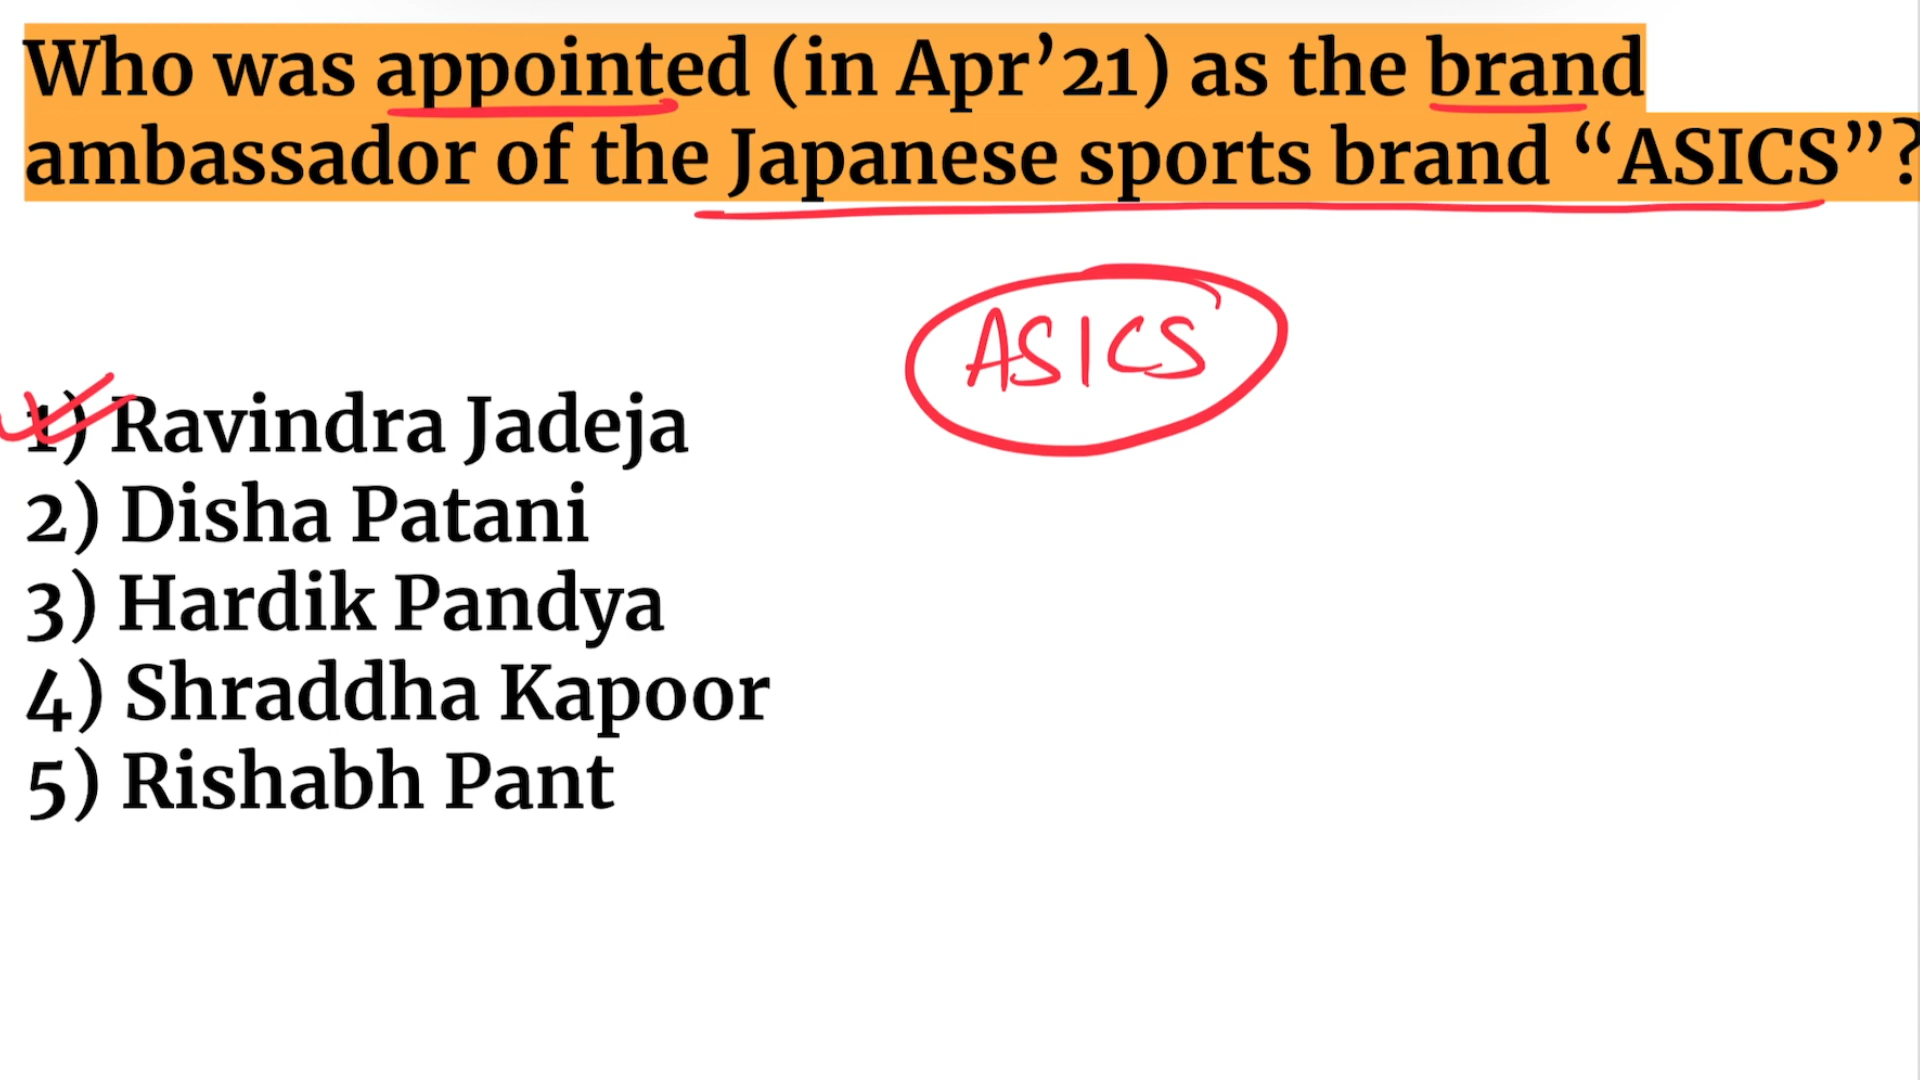 Who was appointed (in Apr’21) as the brand
ambassador of the Japanese sports brand “ASICS”?
ASICS
1) Ravindra Jadeja
2) Disha Patani
3) Hardik Pandya
4) Shraddha Kapoor
5) Rishabh Pant